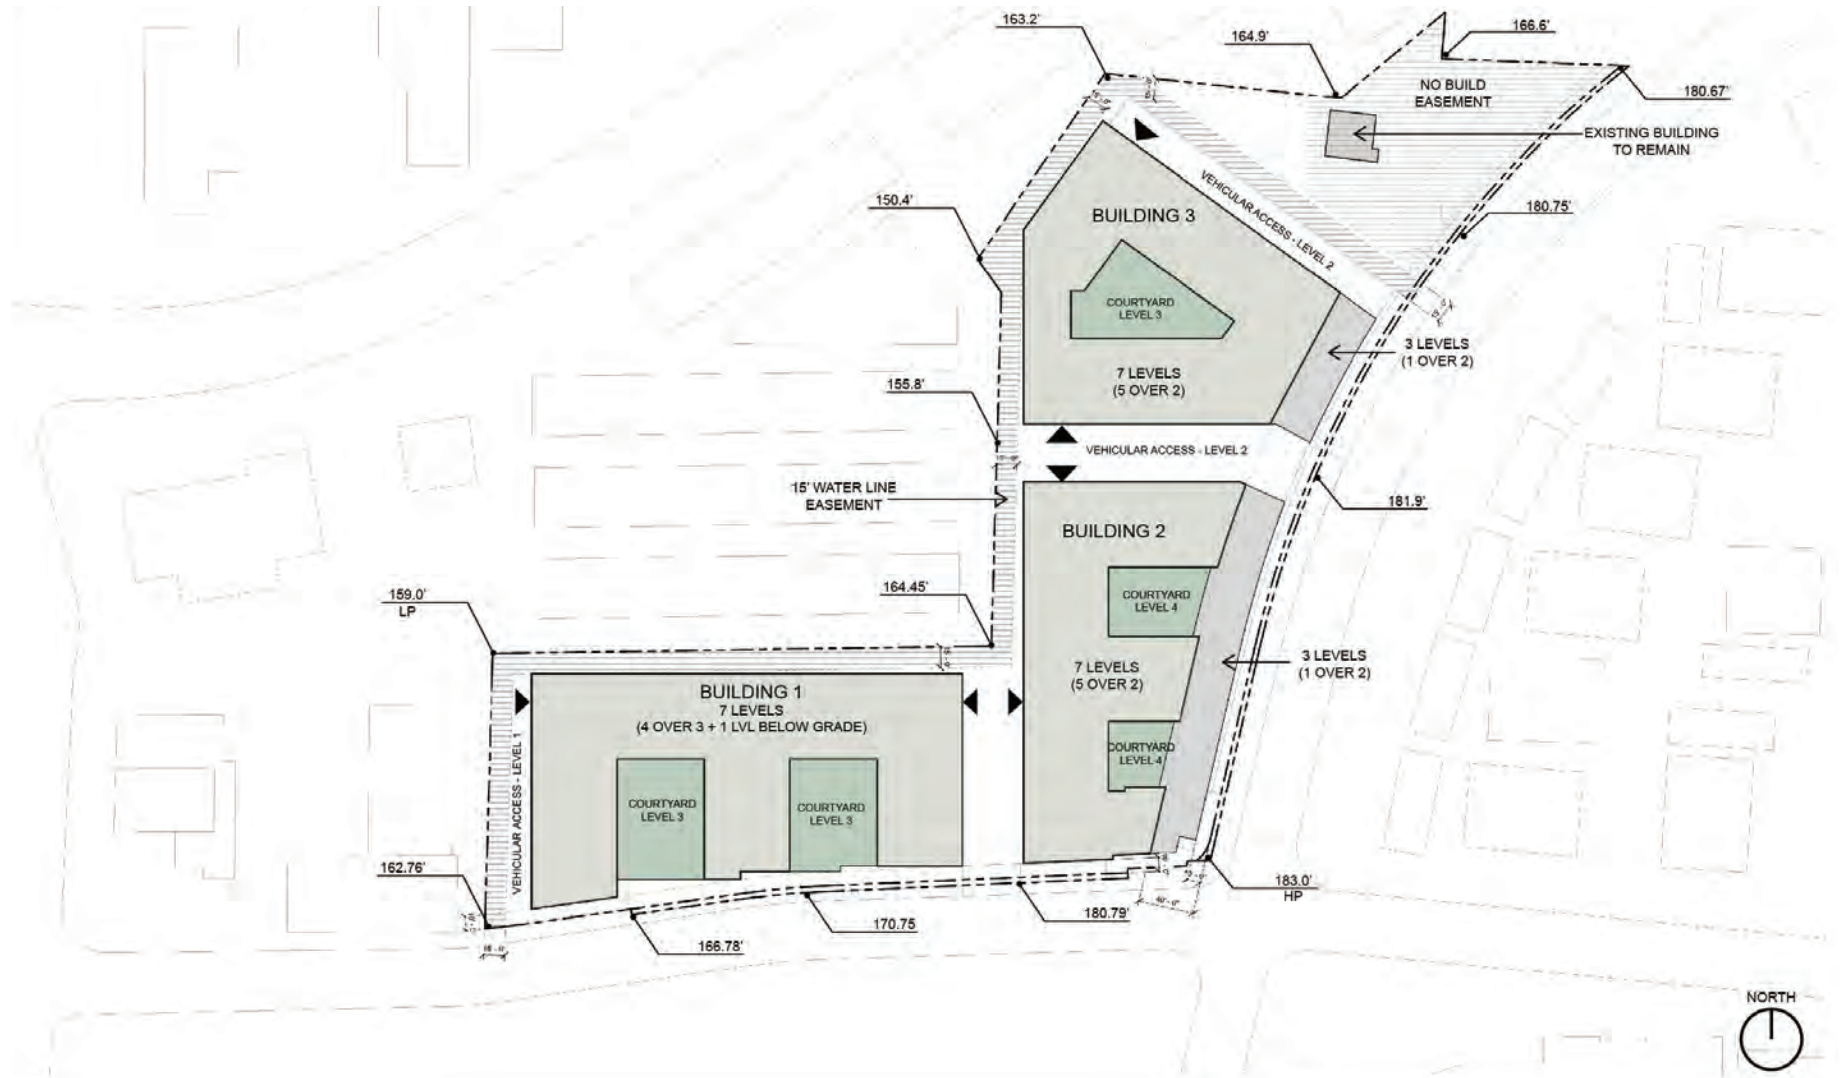 163.2'
166.6'
164.9'
NO BUILD
EASEMENT
180.67'
EXISTING BUILDING
TO REMAIN
VEHICULAR ACCESS - LEVEL 2
150.4'
BUILDING 3
180.75'
COURTYARD
LEVEL 3
3 LEVELS
(1 OVER 2)
7 LEVELS
(5 OVER 2)
155.8'
VEHICULAR ACCESS - LEVEL 2
15' WATER LINE
EASEMENT
181.9'
BUILDING 2
159.0'
LP
164.45'
COURTYARD
LEVEL 4
7 LEVELS
(5 OVER 2)
3 LEVELS
(1 OVER 2)
BUILDING 1
7 LEVELS
(4 OVER 3 + 1 LVL BELOW GRADE)
COURTYARD
LEVEL 4
VEHICULAR ACCESS - LEVEL 1
COURTYARD
LEVEL 3
COURTYARD
LEVEL 3
162.76'
183.0'
HP
180.79'
170.75
166.78'
NORTH